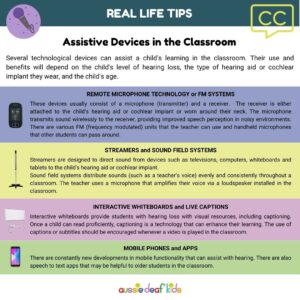 REAL LIFE TIPS
CC
Assistive Devices in the Classroom
Several technological devices can assist a child's learning in the classroom. Their use and
benefits will depend on the child's level of hearing loss, the type of hearing aid or cochlear
implant they wear, and the child's age.
REMOTE MICROPHONE TECHNOLOGY or FM SYSTEMS
These devices usually consist of a microphone (transmitter) and a receiver. The receiver is either
attached to the child's hearing aid or cochlear implant or worn around their neck. The microphone
transmits sound wirelessly to the receiver, providing improved speech perception in noisy environments.
There are various FM (frequency modulated) units that the teacher can use and handheld microphones
that other students can pass around.
STREAMERS and SOUND FIELD SYSTEMS
Streamers are designed to direct sound from devices such as televisions, computers, whiteboards and
tablets to the child's hearing aid or cochlear implant.
Sound field systems distribute sounds (such as a teacher's voice) evenly and consistently throughout a
classroom. The teacher uses a microphone that amplifies their voice via a loudspeaker installed in the
classroom.
INTERACTIVE WHITEBOARDS and LIVE CAPTIONS
Interactive whiteboards provide students with hearing loss with visual resources, including captioning.
Once a child can read proficiently, captioning is a technology that can enhance their learning. The use of
captions or subtitles should be encouraged whenever a video is played in the classroom.
MOBILE PHONES and APPS
There are constantly new developments in mobile functionality that can assist with hearing. There are also
speech to text apps that may be helpful to older students in the classroom.
aussie deaf kids